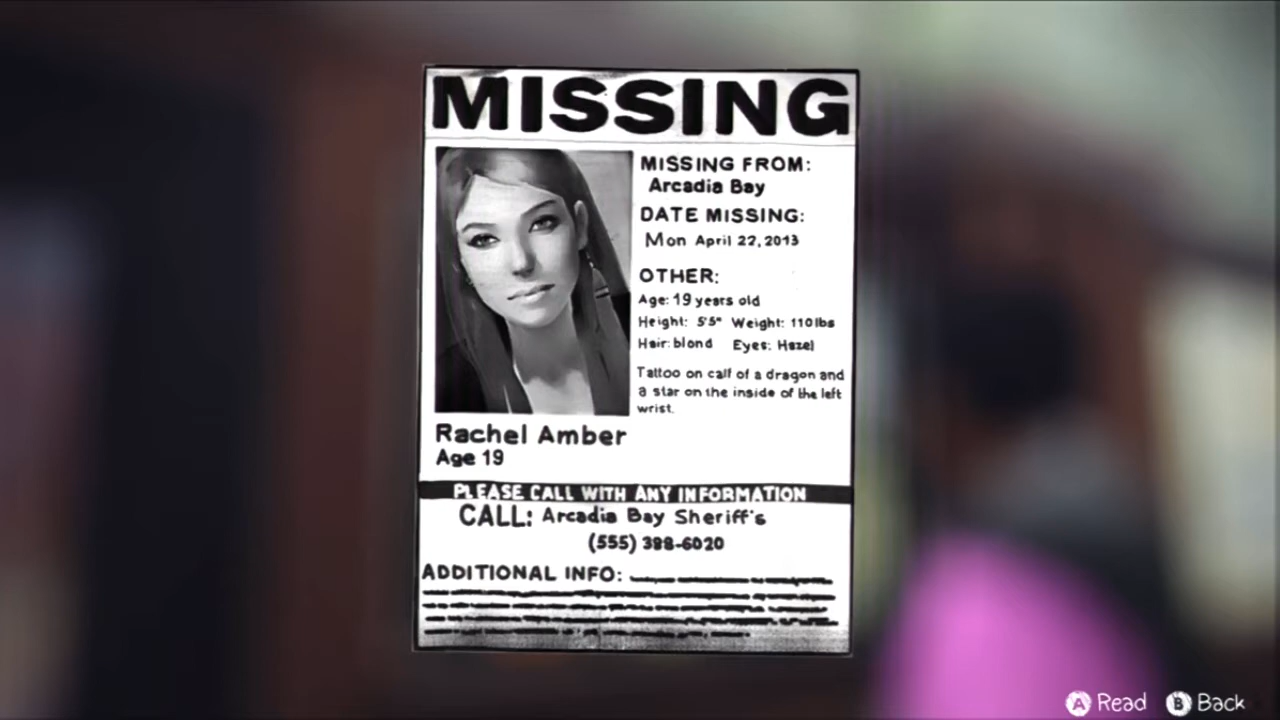 MISSING
MISSING FROM:
Arcadia Bay
DATE MISSING:
Mon April 22, 2013
OTHER:
Age: 19 years old
Height: 5'5" Weight: 110 lbs
Hair: blond Eyes: Hazel
Tattoo on calf of a dragon and
a star on the inside of the left
wrist.
Rachel Amber
Age 19
PLEASE CALL WITH ANY INFORMATION
CALL: Arcadia Bay Sheriff's
(555) 388-6020
ADDITIONAL INFO:
A Read B Back